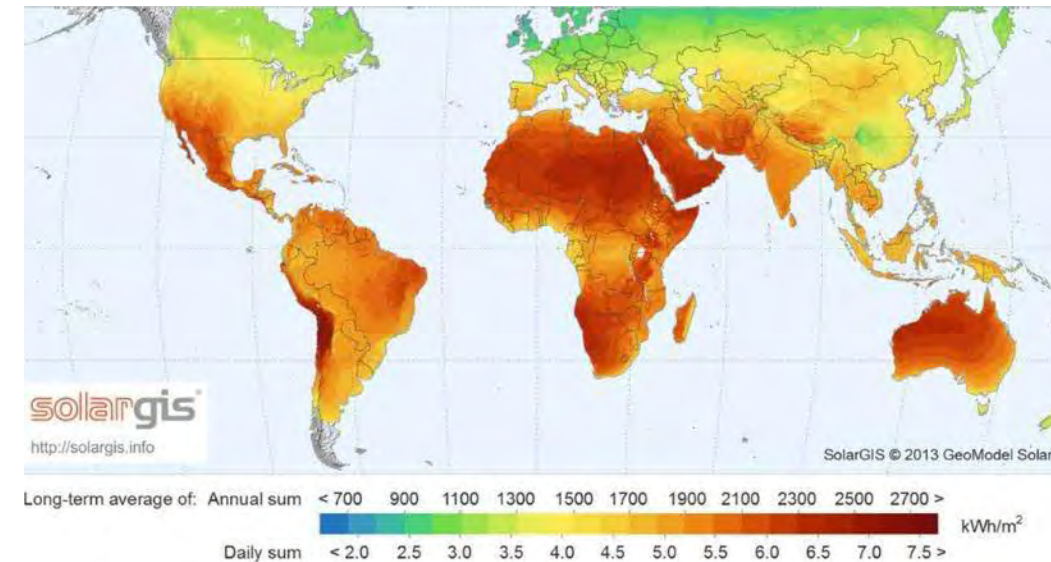 solargis
http://solargis.info
SolarGIS © 2013 GeoModel Solar
Long-term average of: Annual sum < 700 900 1100 1300 1500 1700 1900 2100 2300 2500 2700 >
kWh/m²
Daily sum < 2.0 2.5 3.0 3.5 4.0 4.5 5.0 5.5 6.0 6.5 7.0 7.5 >